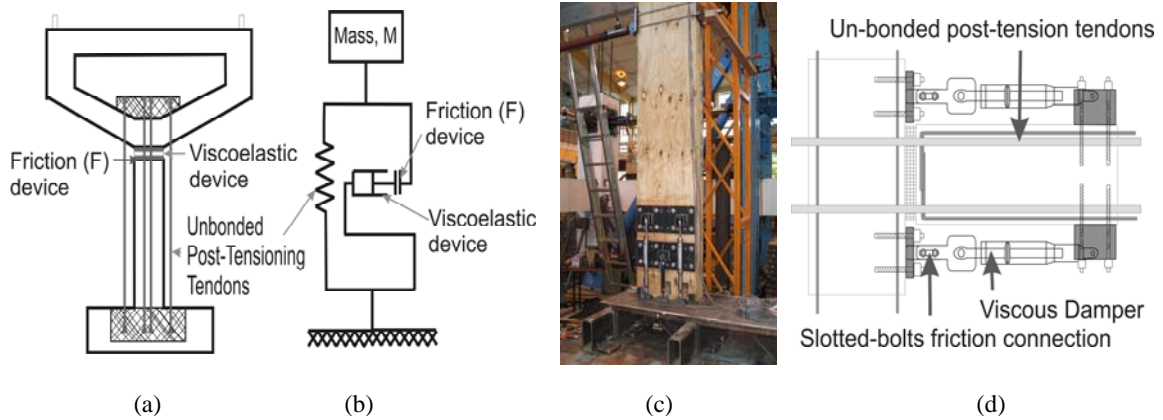 Friction (F)
device
Viscoelastic
device
Unbonded
Post-Tensioning
Tendons
Mass, M
Friction (F)
device
Viscoelastic
device
Un-bonded post-tension tendons
Viscous Damper
Slotted-bolts friction connection
(a)
(b)
(c)
(d)